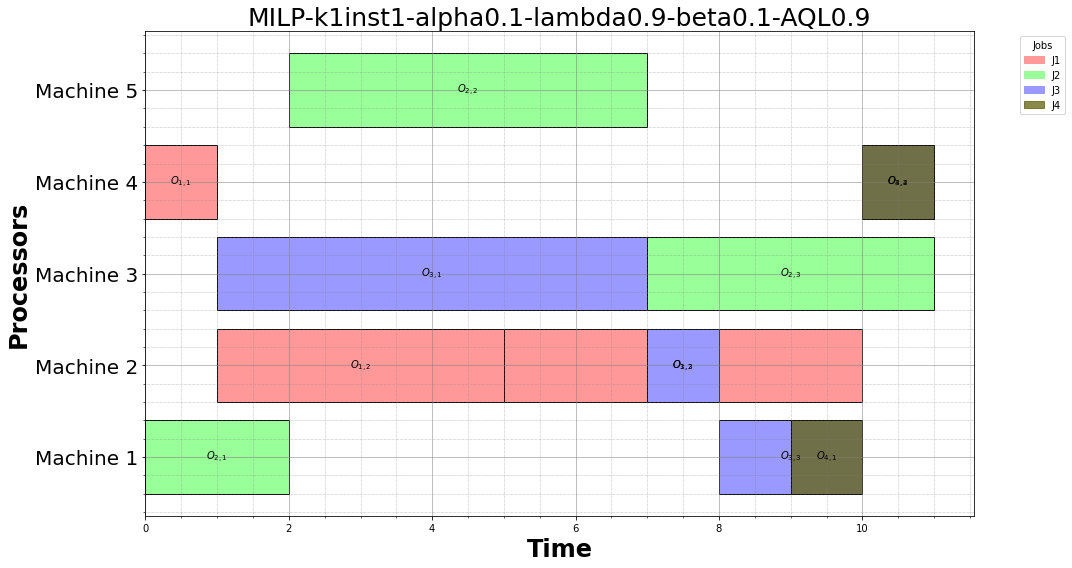 MILP-k1inst1-alpha0.1-lambda0.9-beta0.1-AQL0.9
Jobs
J1
J2
J3
J4
Processors
Machine 5
O2,2
Machine 4
O1,1
Machine 3
O3,1
O2,3
Machine 2
O1,2
Machine 1
O2,1
O3,3
O4,1
0 2 4 6 8 10
Time